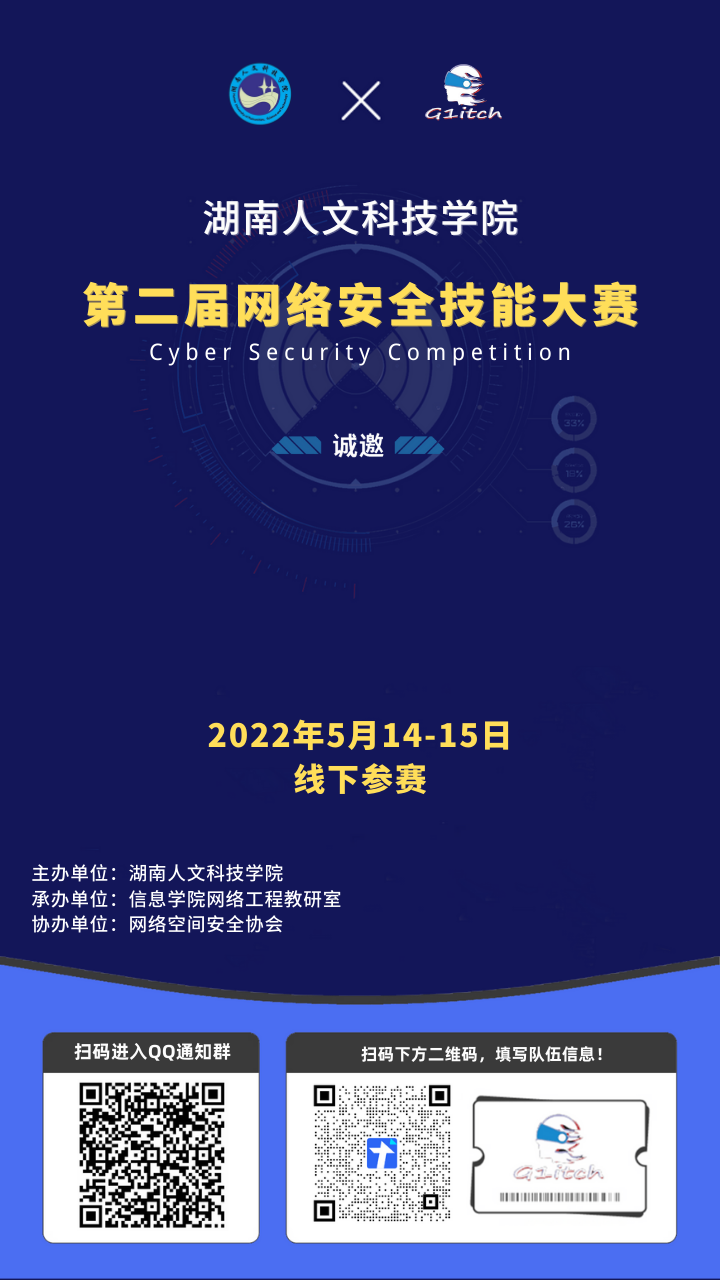 G1itch
湖南人文科技学院
第二届网络安全技能大赛
Cyber Security Competition
33%
16%
25%
诚邀
2022年5月14-15日
线下参赛
主办单位：湖南人文科技学院
承办单位：信息学院网络工程教研室
协办单位：网络空间安全协会
扫码进入QQ通知群
扫码下方二维码，填写队伍信息！
G1itch